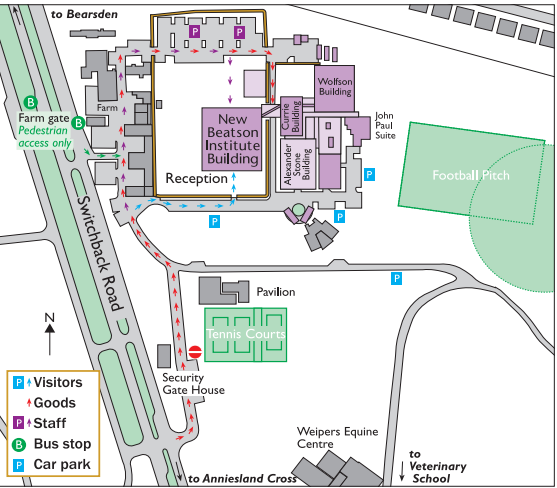 to Bearsden
P
P
B
Farm gate
Pedestrian
access only
B
Farm
New
Beatson
Institute
Building
Reception
Wolfson
Building
Currie
Building
Alexander
Stone
Building
John
Paul
Suite
P
P
P
Football Pitch
Switchback Road
P
Pavilion
Tennis Courts
N
Security
Gate House
P Visitors
Goods
P Staff
B Bus stop
P Car park
Weipers Equine
Centre
to
Veterinary
School
to Anniesland Cross